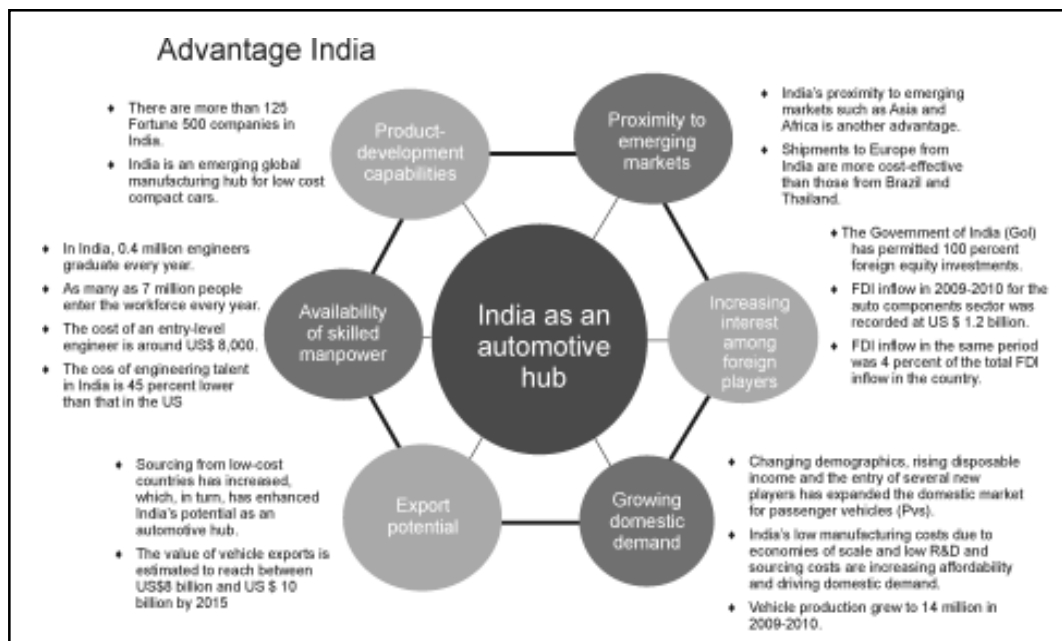 Advantage India
♦ There are more than 125
Fortune 500 companies in
India.
♦ India is an emerging global
manufacturing hub for low cost
compact cars.
Product-
development
capabilities
Proximity to
emerging
markets
♦ India's proximity to emerging
markets such as Asia and
Africa is another advantage.
♦ Shipments to Europe from
India are more cost-effective
than those from Brazil and
Thailand.
♦ In India, 0.4 million engineers
graduate every year.
♦ As many as 7 million people
enter the workforce every year.
♦ The cost of an entry-level
engineer is around US$ 8,000.
♦ The cos of engineering talent
in India is 45 percent lower
than that in the US
Availability
of skilled
manpower
India as an
automotive
hub
Increasing
interest
among
foreign
players
♦ The Government of India (GoI)
has permitted 100 percent
foreign equity investments.
♦ FDI inflow in 2009-2010 for the
auto components sector was
recorded at US $ 1.2 billion.
♦ FDI inflow in the same period
was 4 percent of the total FDI
inflow in the country.
♦ Sourcing from low-cost
countries has increased,
which, in turn, has enhanced
India's potential as an
automotive hub.
♦ The value of vehicle exports is
estimated to reach between
US$8 billion and US $ 10
billion by 2015
Export
potential
Growing
domestic
demand
♦ Changing demographics, rising disposable
income and the entry of several new
players has expanded the domestic market
for passenger vehicles (Pvs).
♦ India's low manufacturing costs due to
economies of scale and low R&D and
sourcing costs are increasing affordability
and driving domestic demand.
♦ Vehicle production grew to 14 million in
2009-2010.